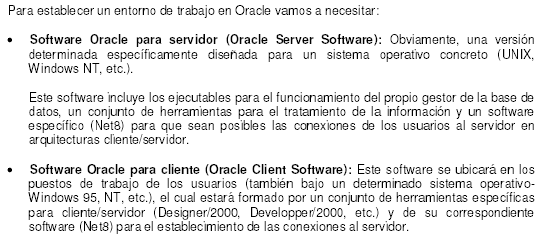 Para establecer un entorno de trabajo en Oracle vamos a necesitar:
• Software Oracle para servidor (Oracle Server Software): Obviamente, una versión
determinada específicamente diseñada para un sistema operativo concreto (UNIX,
Windows NT, etc.).
Este software incluye los ejecutables para el funcionamiento del propio gestor de la base de
datos, un conjunto de herramientas para el tratamiento de la información y un software
específico (Net8) para que sean posibles las conexiones de los usuarios al servidor en
arquitecturas cliente/servidor.
• Software Oracle para cliente (Oracle Client Software): Este software se ubicará en los
puestos de trabajo de los usuarios (también bajo un determinado sistema operativo-
Windows 95, NT, etc.), el cual estará formado por un conjunto de herramientas específicas
para cliente/servidor (Designer/2000, Developper/2000, etc.) y de su correspondiente
software (Net8) para el establecimiento de las conexiones al servidor.